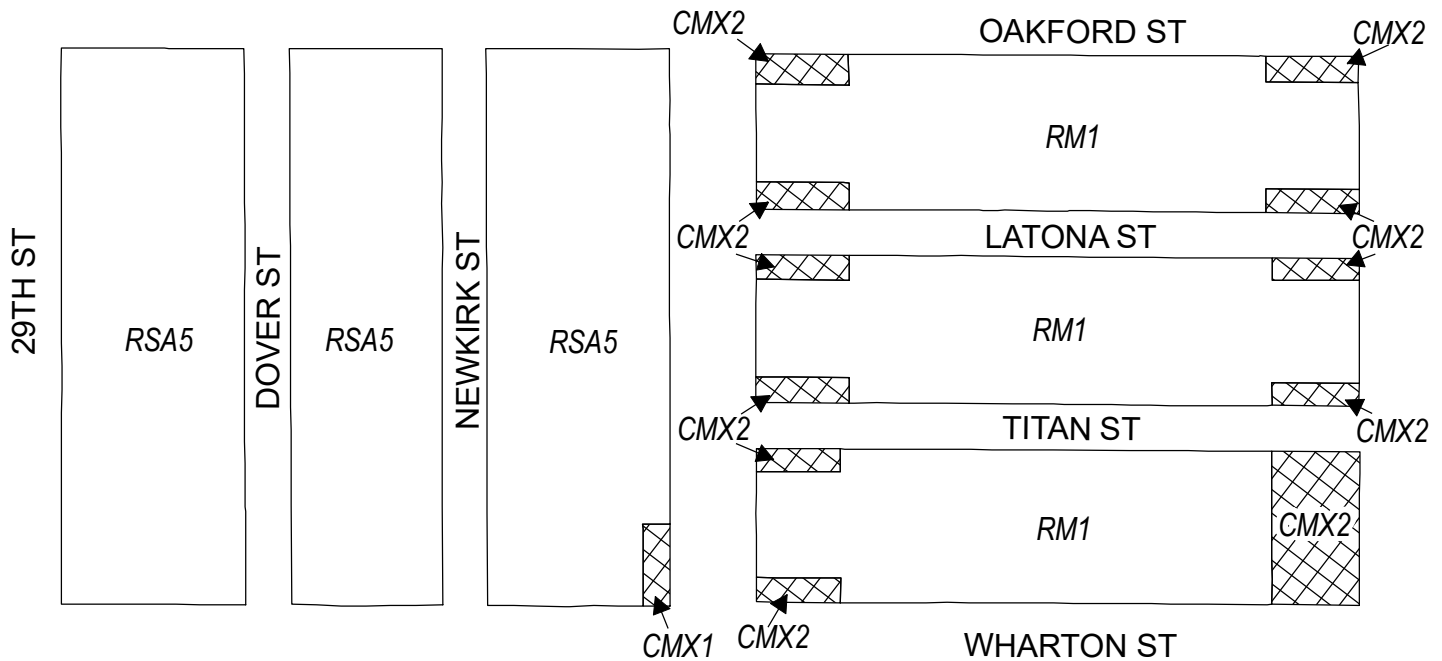 CMX2
OAKFORD ST
CMX2
RM1
CMX2
LATONA ST
CMX2
29TH ST
RSA5
DOVER ST
RSA5
NEWKIRK ST
RSA5
RM1
CMX2
TITAN ST
CMX2
RM1
CMX2
CMX1
CMX2
WHARTON ST